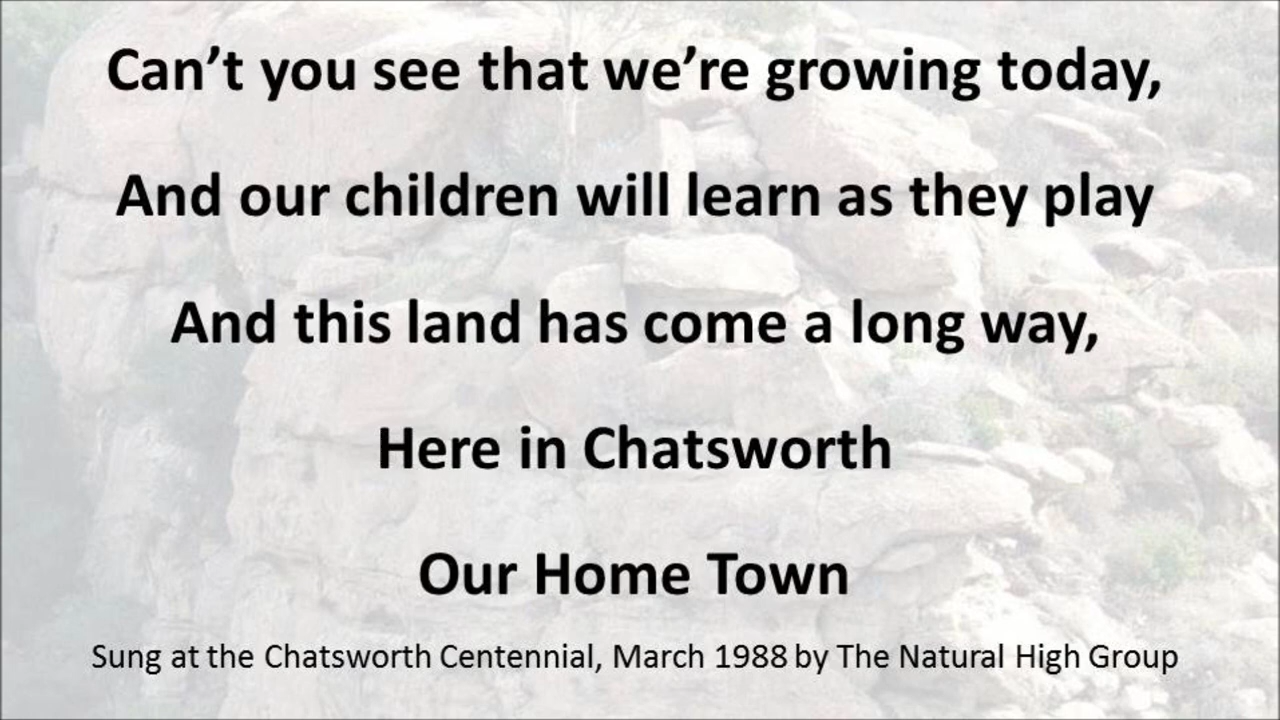 Can’t you see that we’re growing today,
And our children will learn as they play
And this land has come a long way,
Here in Chatsworth
Our Home Town
Sung at the Chatsworth Centennial, March 1988 by The Natural High Group